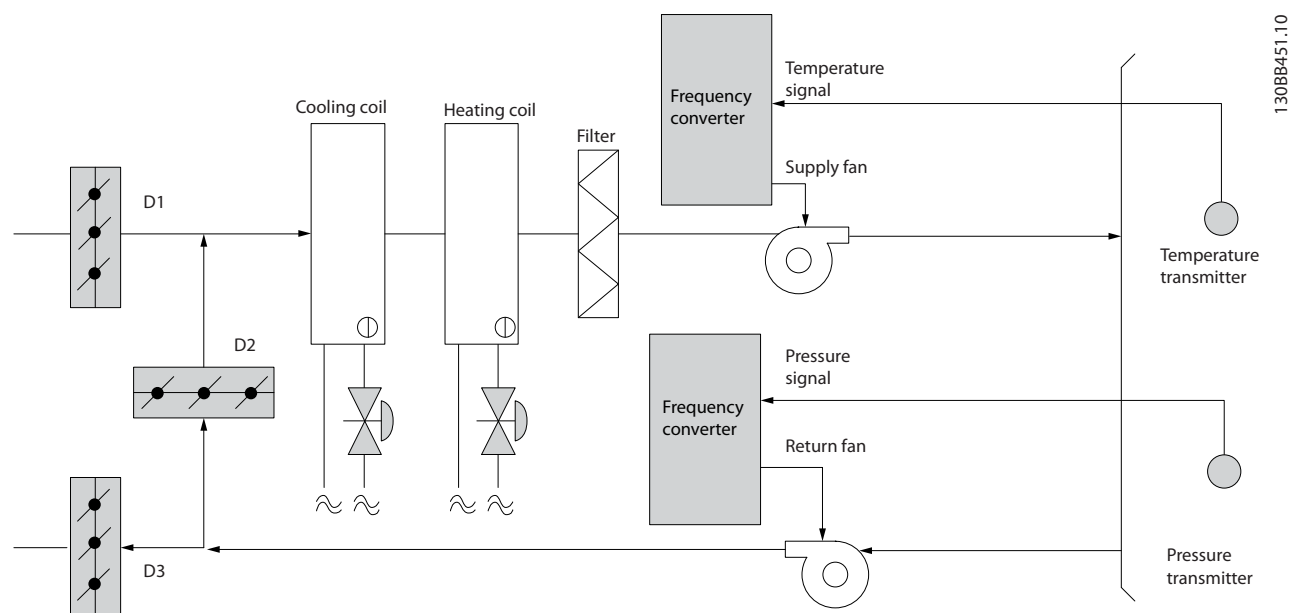 130BB451.10
Temperature
signal
Frequency
converter
Cooling coil
Heating coil
Filter
Supply fan
D1
Temperature
transmitter
D2
Pressure
signal
Frequency
converter
Return fan
D3
Pressure
transmitter